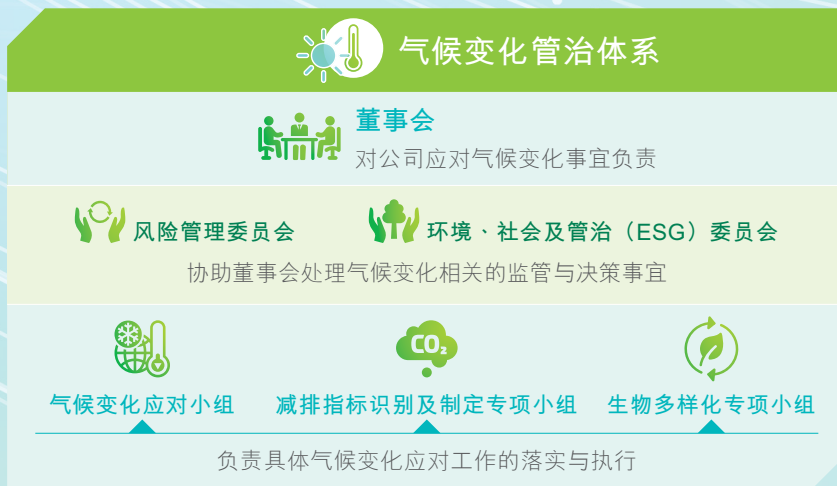 气候变化管治体系
董事会
对公司应对气候变化事宜负责
风险管理委员会 环境、社会及管治（ESG）委员会
协助董事会处理气候变化相关的监管与决策事宜
CO₂
气候变化应对小组 减排指标识别及制定专项小组 生物多样化专项小组
负责具体气候变化应对工作的落实与执行